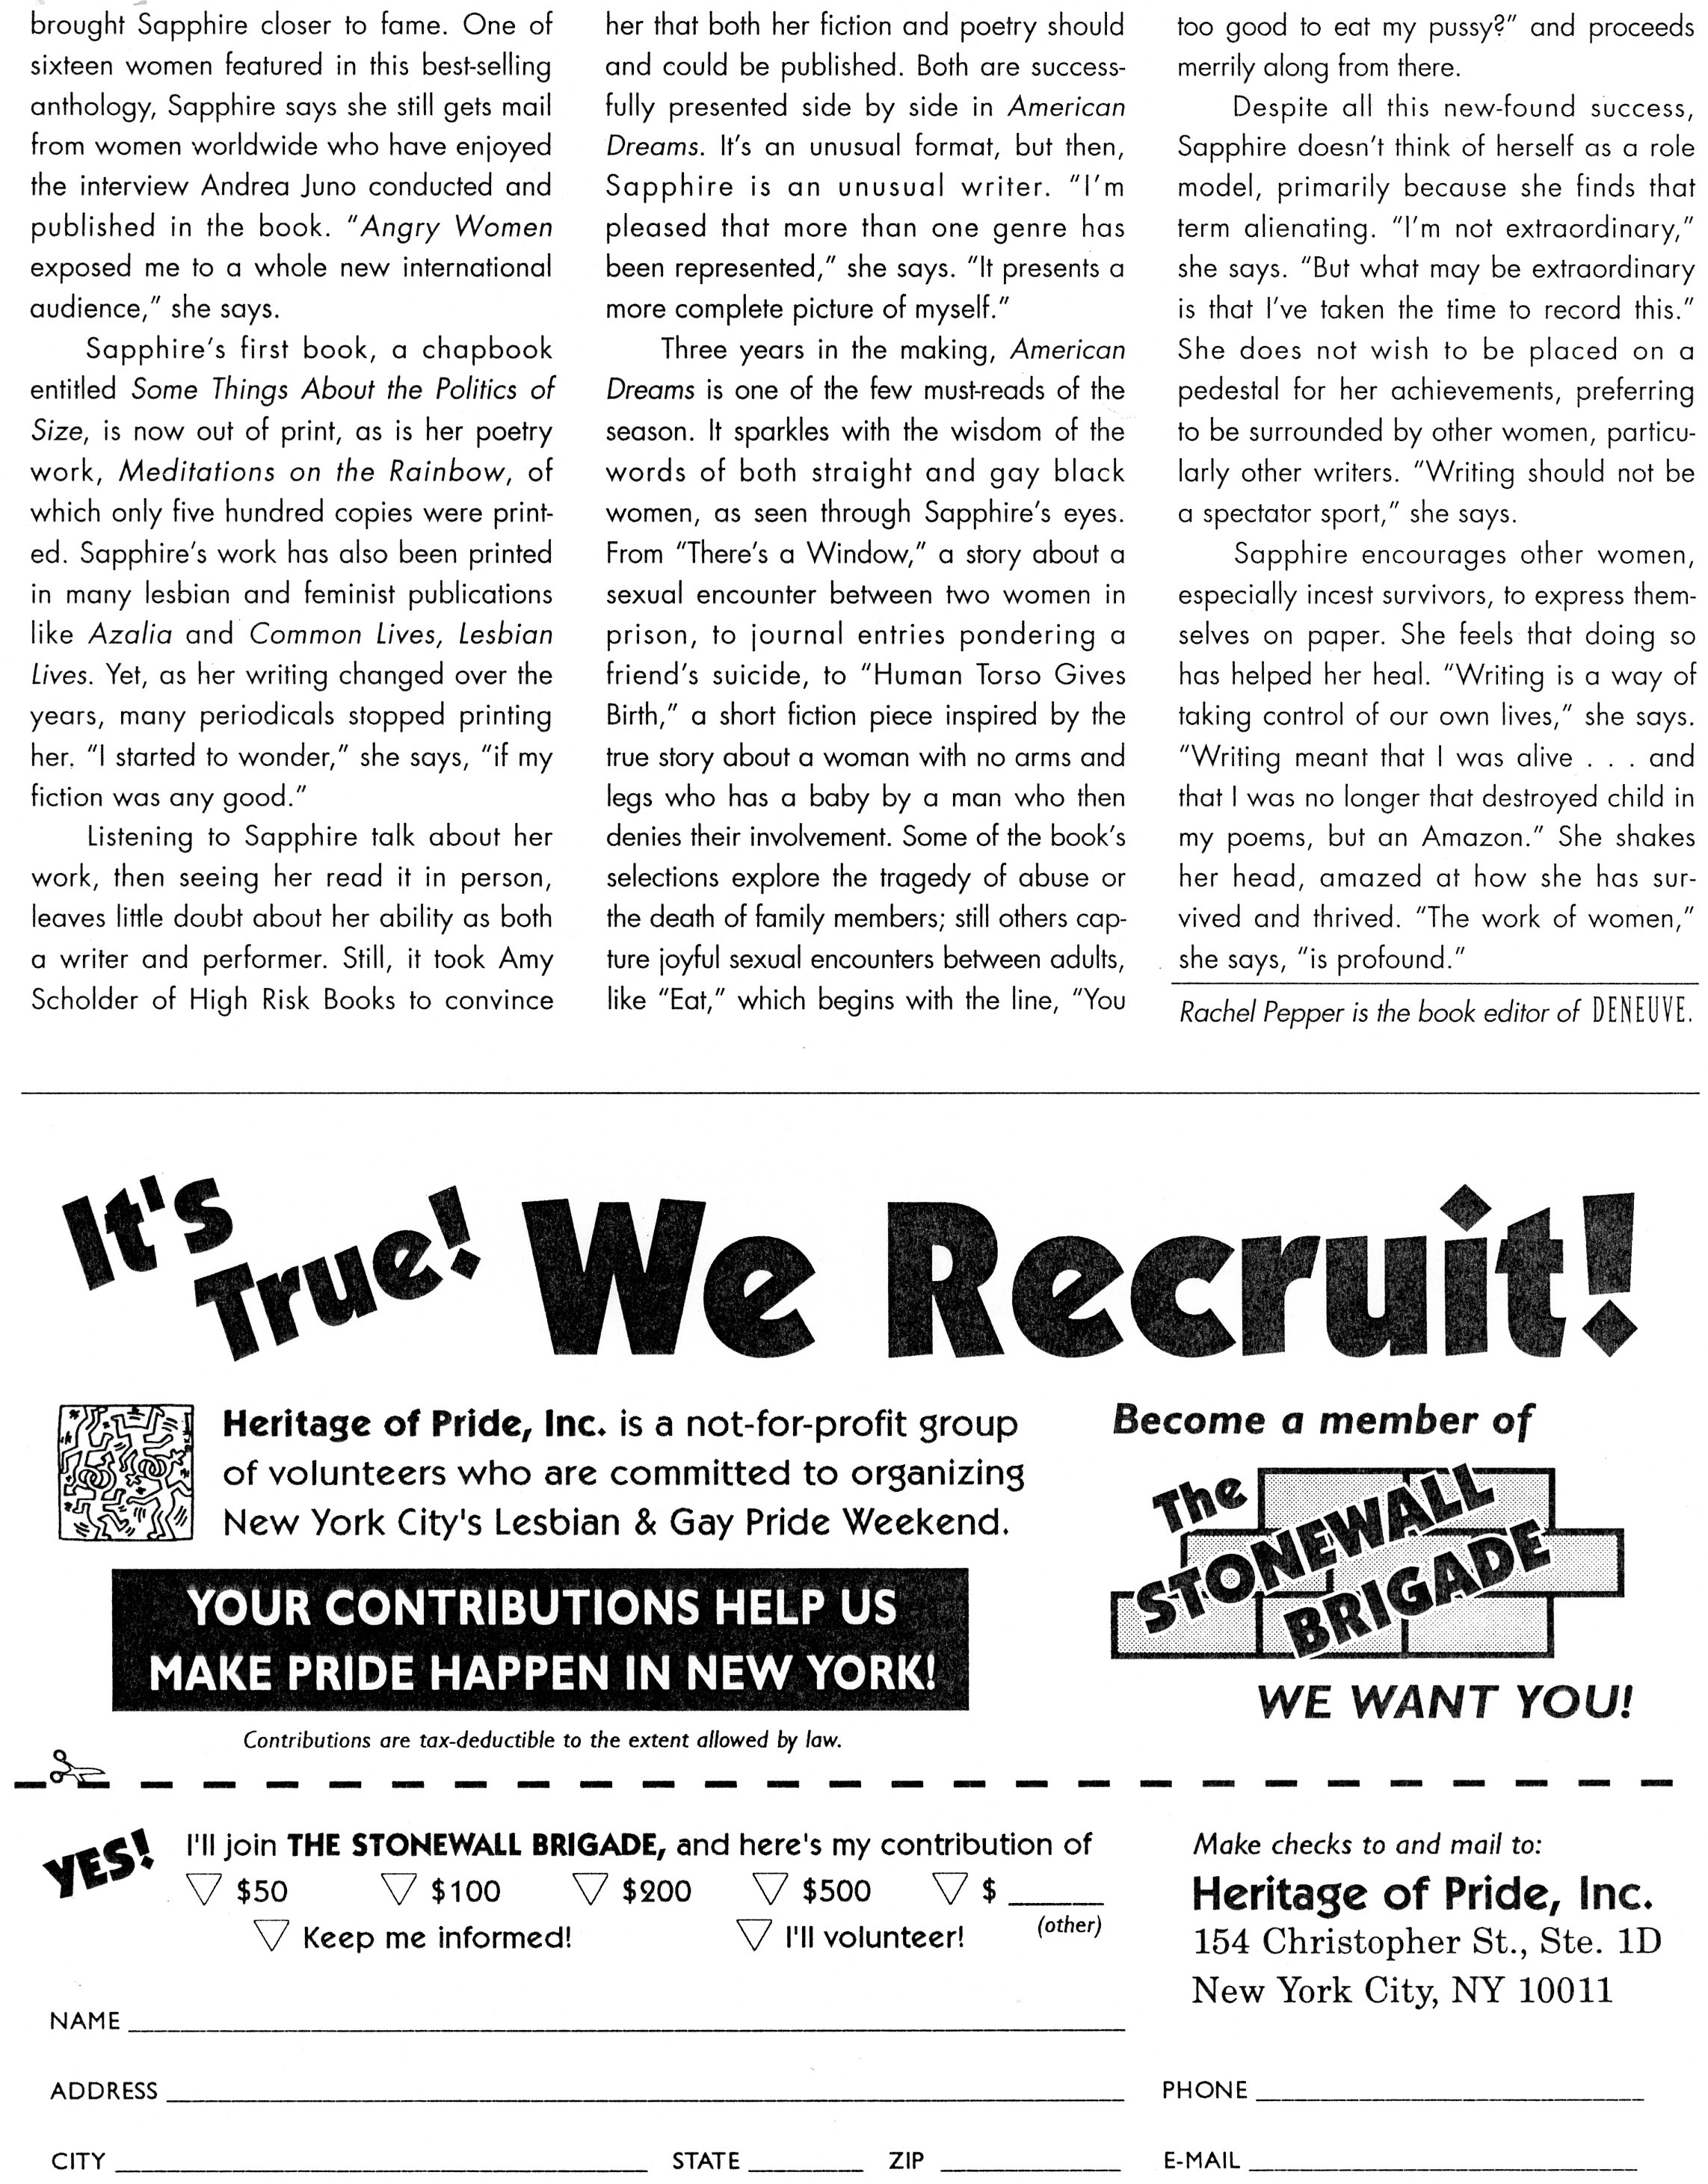 brought Sapphire closer to fame. One of
sixteen women featured in this best-selling
anthology, Sapphire says she still gets mail
from women worldwide who have enjoyed
the interview Andrea Juno conducted and
published in the book. "Angry Women
exposed me to a whole new international
audience," she says.
Sapphire's first book, a chapbook
entitled Some Things About the Politics of
Size, is now out of print, as is her poetry
work, Meditations on the Rainbow, of
which only five hundred copies were print-
ed. Sapphire's work has also been printed
in many lesbian and feminist publications
like Azalia and Common Lives, Lesbian
Lives. Yet, as her writing changed over the
years, many periodicals stopped printing
her. "I started to wonder," she says, "if my
fiction was any good."
Listening to Sapphire talk about her
work, then seeing her read it in person,
leaves little doubt about her ability as both
a writer and performer. Still, it took Amy
Scholder of High Risk Books to convince
her that both her fiction and poetry should
and could be published. Both are success-
fully presented side by side in American
Dreams. It's an unusual format, but then,
Sapphire is an unusual writer. "I'm
pleased that more than one genre has
been represented," she says. "It presents a
more complete picture of myself."
Three years in the making, American
Dreams is one of the few must-reads of the
season. It sparkles with the wisdom of the
words of both straight and gay black
women, as seen through Sapphire's eyes.
From "There's a Window," a story about a
sexual encounter between two women in
prison, to journal entries pondering a
friend's suicide, to "Human Torso Gives
Birth," a short fiction piece inspired by the
true story about a woman with no arms and
legs who has a baby by a man who then
denies their involvement. Some of the book's
selections explore the tragedy of abuse or
the death of family members; still others cap-
ture joyful sexual encounters between adults,
like "Eat," which begins with the line, "You
too good to eat my pussy?" and proceeds
merrily along from there.
Despite all this new-found success,
Sapphire doesn't think of herself as a role
model, primarily because she finds that
term alienating. "I'm not extraordinary,"
she says. "But what may be extraordinary
is that I've taken the time to record this."
She does not wish to be placed on a
pedestal for her achievements, preferring
to be surrounded by other women, particu-
larly other writers. "Writing should not be
a spectator sport," she says.
Sapphire encourages other women,
especially incest survivors, to express them-
selves on paper. She feels that doing so
has helped her heal. "Writing is a way of
taking control of our own lives," she says.
"Writing meant that I was alive . . . and
that I was no longer that destroyed child in
my poems, but an Amazon." She shakes
her head, amazed at how she has sur-
vived and thrived. "The work of women,"
she says, "is profound."
Rachel Pepper is the book editor of DENEUVE.
It's True! We Recruit!
Heritage of Pride, Inc. is a not-for-profit group
of volunteers who are committed to organizing
New York City's Lesbian & Gay Pride Weekend.
YOUR CONTRIBUTIONS HELP US
MAKE PRIDE HAPPEN IN NEW YORK!
Contributions are tax-deductible to the extent allowed by law.
Become a member of
The
STONEWALL
BRIGADE
WE WANT YOU!
YES! I'll join THE STONEWALL BRIGADE, and here's my contribution of
$50 $100 $200 $500 $ ______
(other)
Keep me informed! I'll volunteer!
Make checks to and mail to:
Heritage of Pride, Inc.
154 Christopher St., Ste. 1D
New York City, NY 10011
NAME
ADDRESS PHONE
CITY STATE ZIP E-MAIL